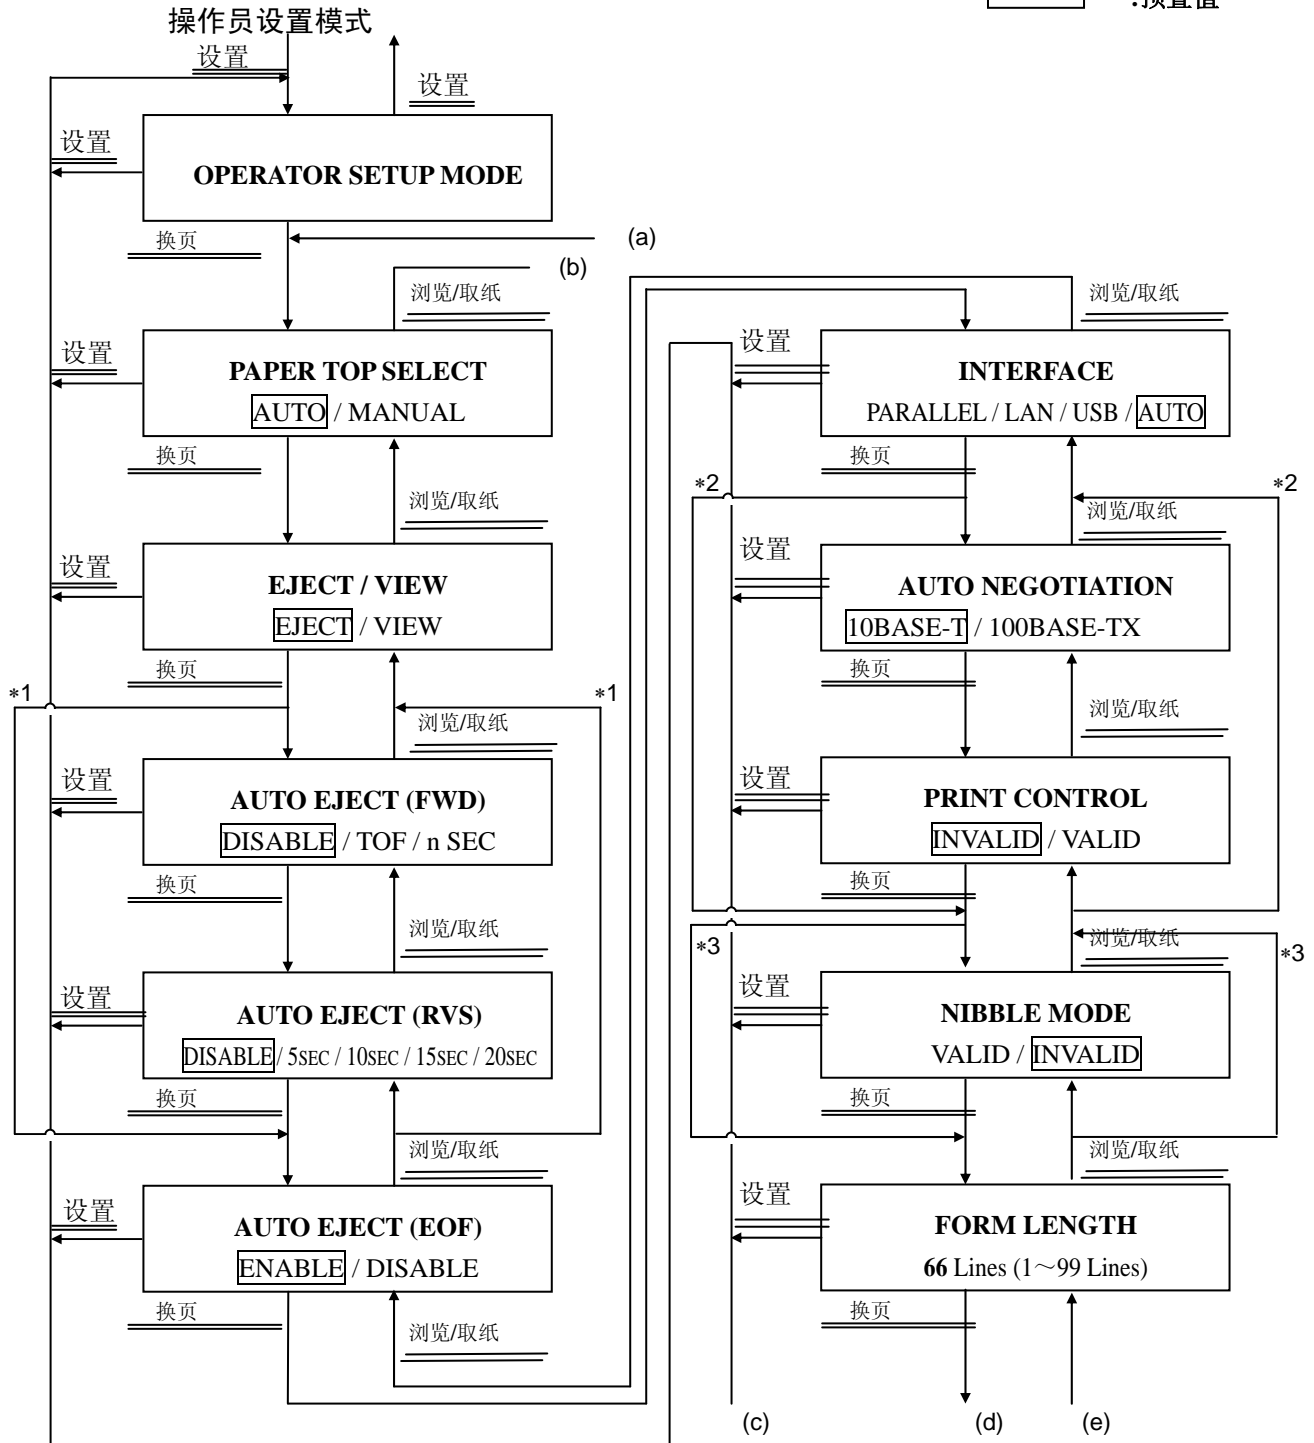 :预置值
操作员设置模式
设置
设置
设置
OPERATOR SETUP MODE
换页
(a)
(b)
浏览/取纸
设置
PAPER TOP SELECT
AUTO / MANUAL
换页
浏览/取纸
设置
EJECT / VIEW
EJECT / VIEW
换页
*1
*1
浏览/取纸
设置
AUTO EJECT (FWD)
DISABLE / TOF / n SEC
换页
浏览/取纸
设置
AUTO EJECT (RVS)
DISABLE / 5SEC / 10SEC / 15SEC / 20SEC
换页
浏览/取纸
设置
AUTO EJECT (EOF)
ENABLE / DISABLE
换页
浏览/取纸
浏览/取纸
设置
INTERFACE
PARALLEL / LAN / USB / AUTO
换页
*2
*2
浏览/取纸
设置
AUTO NEGOTIATION
10BASE-T / 100BASE-TX
换页
浏览/取纸
设置
PRINT CONTROL
INVALID / VALID
换页
*3
*3
浏览/取纸
设置
NIBBLE MODE
VALID / INVALID
换页
浏览/取纸
设置
FORM LENGTH
66 Lines (1～99 Lines)
换页
(c)
(d)
(e)